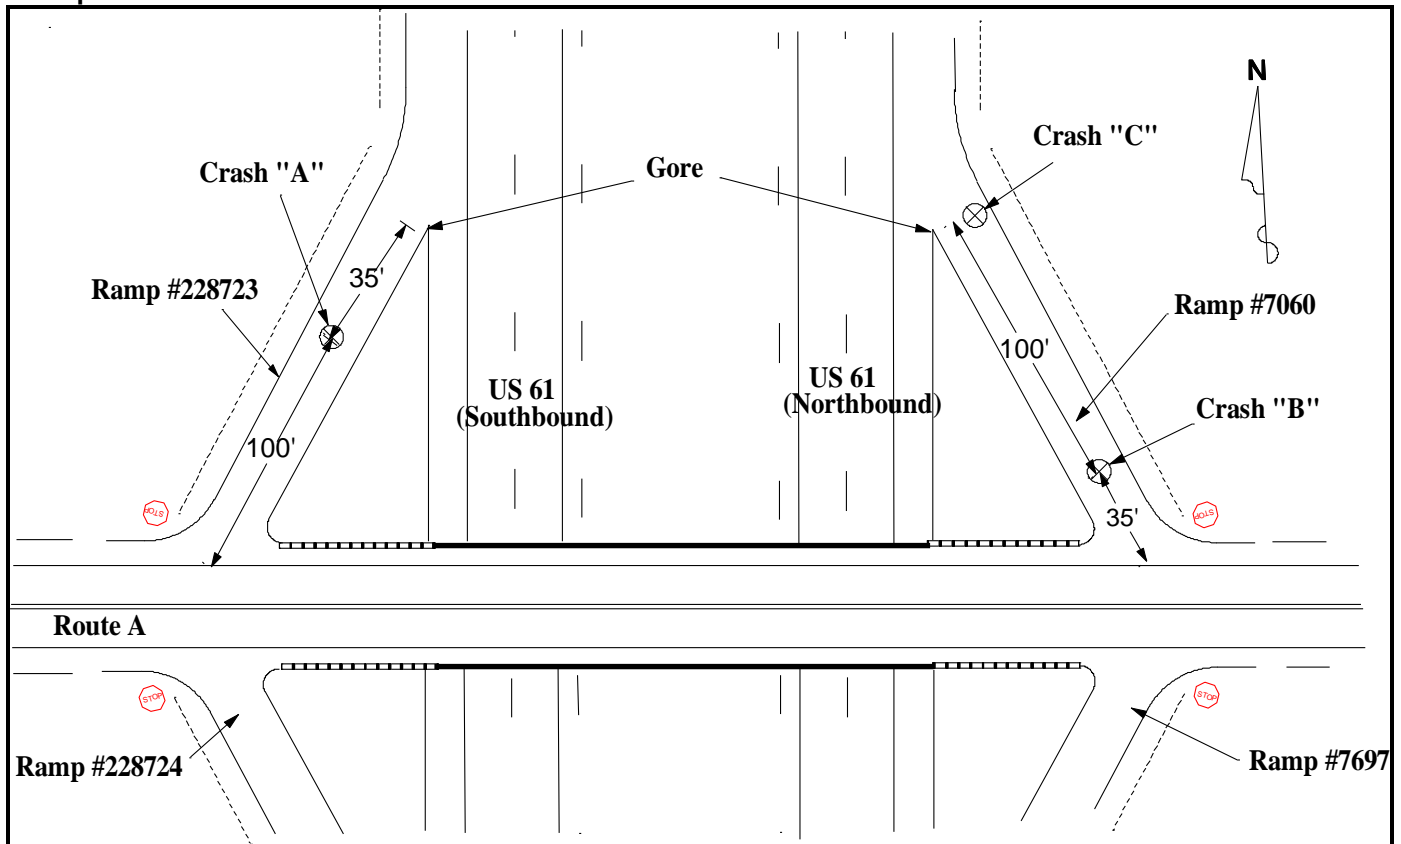 N
Crash "C"
Gore
Crash "A"
35'
Ramp #228723
Ramp #7060
100'
US 61
(Southbound)
US 61
(Northbound)
Crash "B"
100'
STOP
35'
STOP
Route A
STOP
STOP
Ramp #228724
Ramp #7697